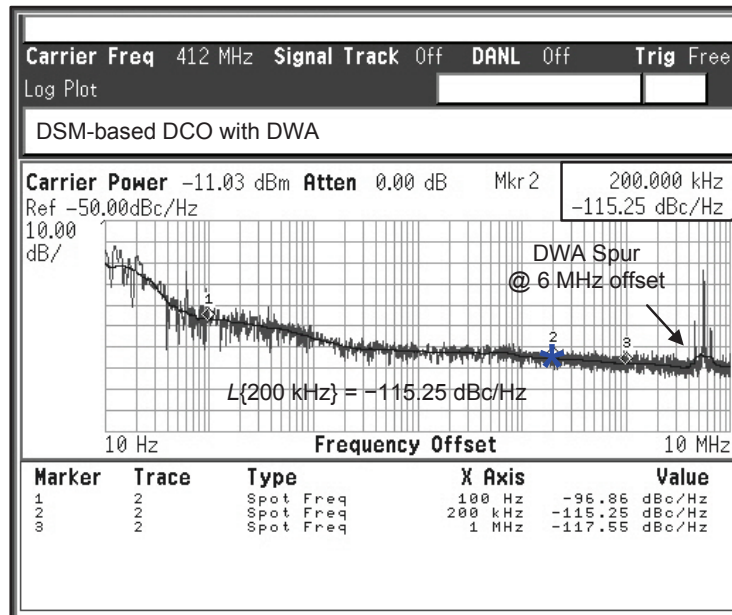 Carrier Freq 412 MHz Signal Track Off DANL Off Trig Free
Log Plot
DSM-based DCO with DWA
Carrier Power -11.03 dBm Atten 0.00 dB Mkr 2 200.000 kHz
Ref -50.00dBc/Hz -115.25 dBc/Hz
10.00
dB/
DWA Spur
@ 6 MHz offset
1
2
3
L{200 kHz} = −115.25 dBc/Hz
10 Hz Frequency Offset 10 MHz
Marker Trace Type X Axis Value
1 2 Spot Freq 100 Hz -96.86 dBc/Hz
2 2 Spot Freq 200 kHz -115.25 dBc/Hz
3 2 Spot Freq 1 MHz -117.55 dBc/Hz